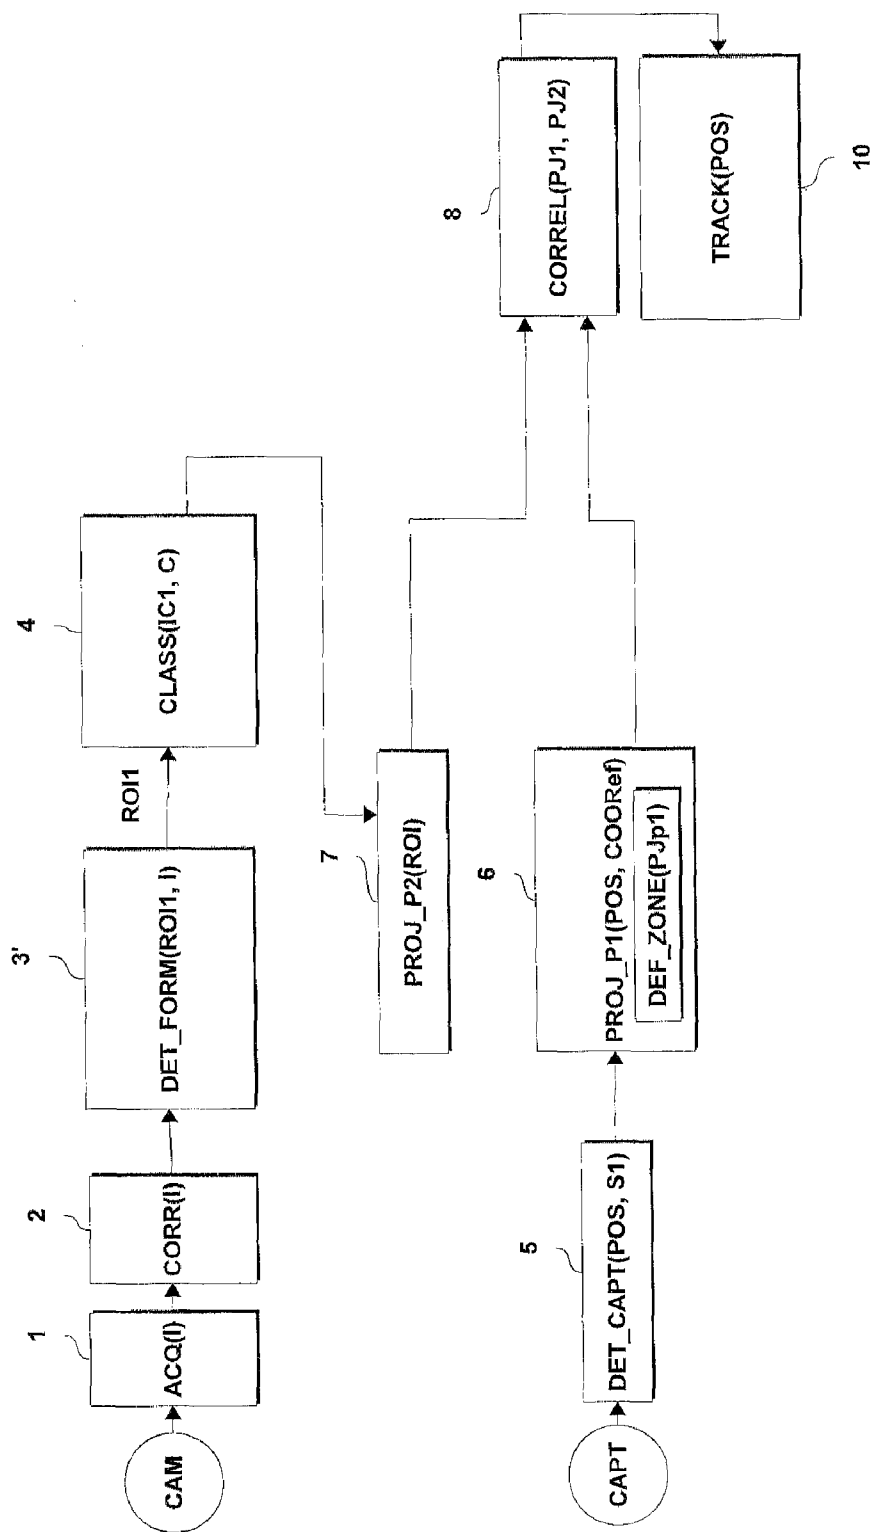 CAM
1
ACQ(I)
2
CORR(I)
3'
DET_FORM(ROI1, I)
ROI1
4
CLASS(IC1, C)
7
PROJ_P2(ROI)
CAPT
5
DET_CAPT(POS, S1)
6
PROJ_P1(POS, COORef)
DEF_ZONE(PJp1)
8
CORREL(PJ1, PJ2)
TRACK(POS)
10